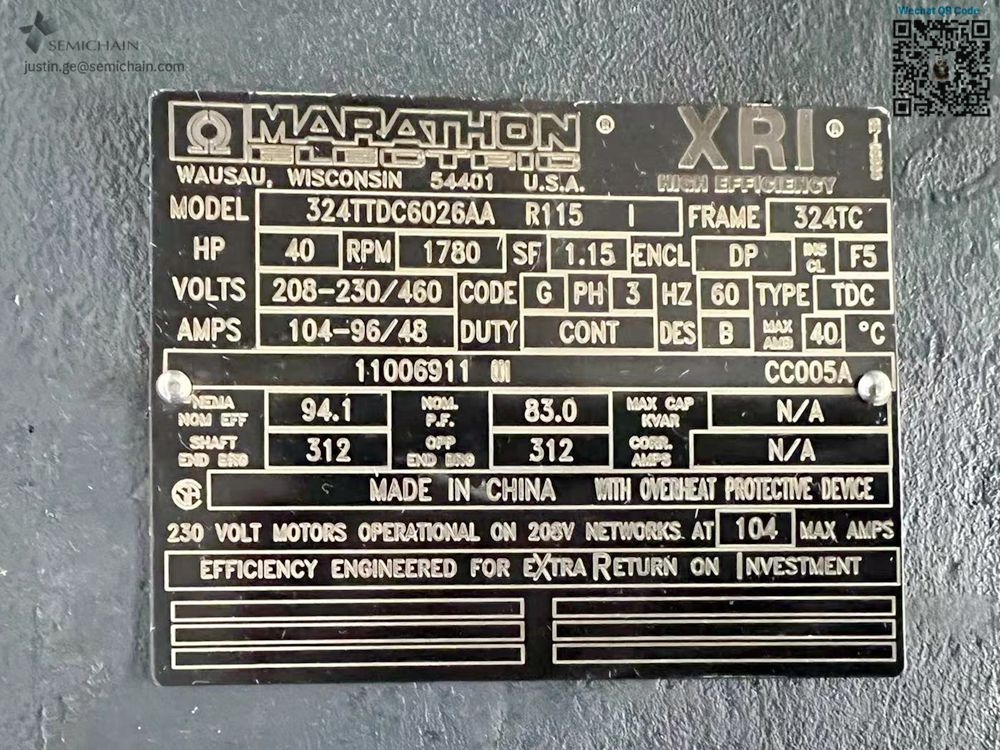 SEMICHAIN
justin.ge@semichain.com
Wechat QR Code
MARATHON ® XRI ®
ELECTRIC
WAUSAU, WISCONSIN 54401 U.S.A. HIGH EFFICIENCY
MODEL 324TTDC6026AA R115 I FRAME 324TC
HP 40 RPM 1780 SF 1.15 ENCL DP INS CL F5
VOLTS 208-230/460 CODE G PH 3 HZ 60 TYPE TDC
AMPS 104-96/48 DUTY CONT DES B MAX AMB 40 °C
11006911 CC005A
NEMA NOM EFF 94.1 NOM. P.F. 83.0 MAX CAP KVAR N/A
SHAFT END BRG 312 OPP END BRG 312 CORR. AMPS N/A
MADE IN CHINA WITH OVERHEAT PROTECTIVE DEVICE
230 VOLT MOTORS OPERATIONAL ON 208V NETWORKS AT 104 MAX AMPS
EFFICIENCY ENGINEERED FOR EXTRA RETURN ON INVESTMENT